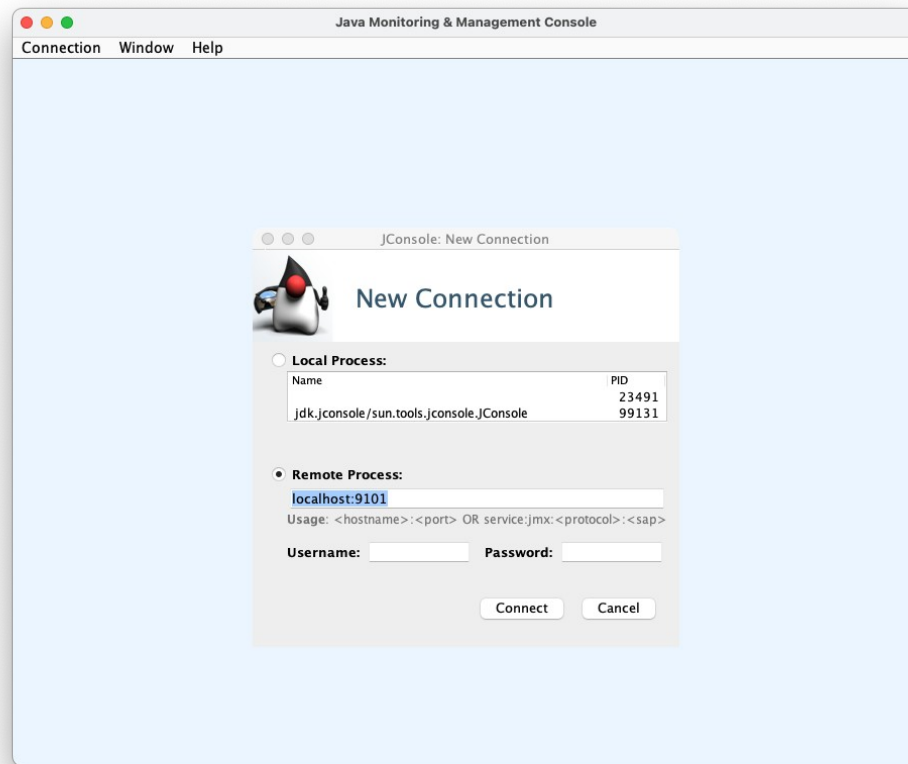 Java Monitoring & Management Console
Connection Window Help
JConsole: New Connection
New Connection
Local Process:
Name PID
23491
jdk.jconsole/sun.tools.jconsole.JConsole 99131
Remote Process:
localhost:9101
Usage: <hostname>:<port> OR service:jmx:<protocol>:<sap>
Username: Password:
Connect Cancel